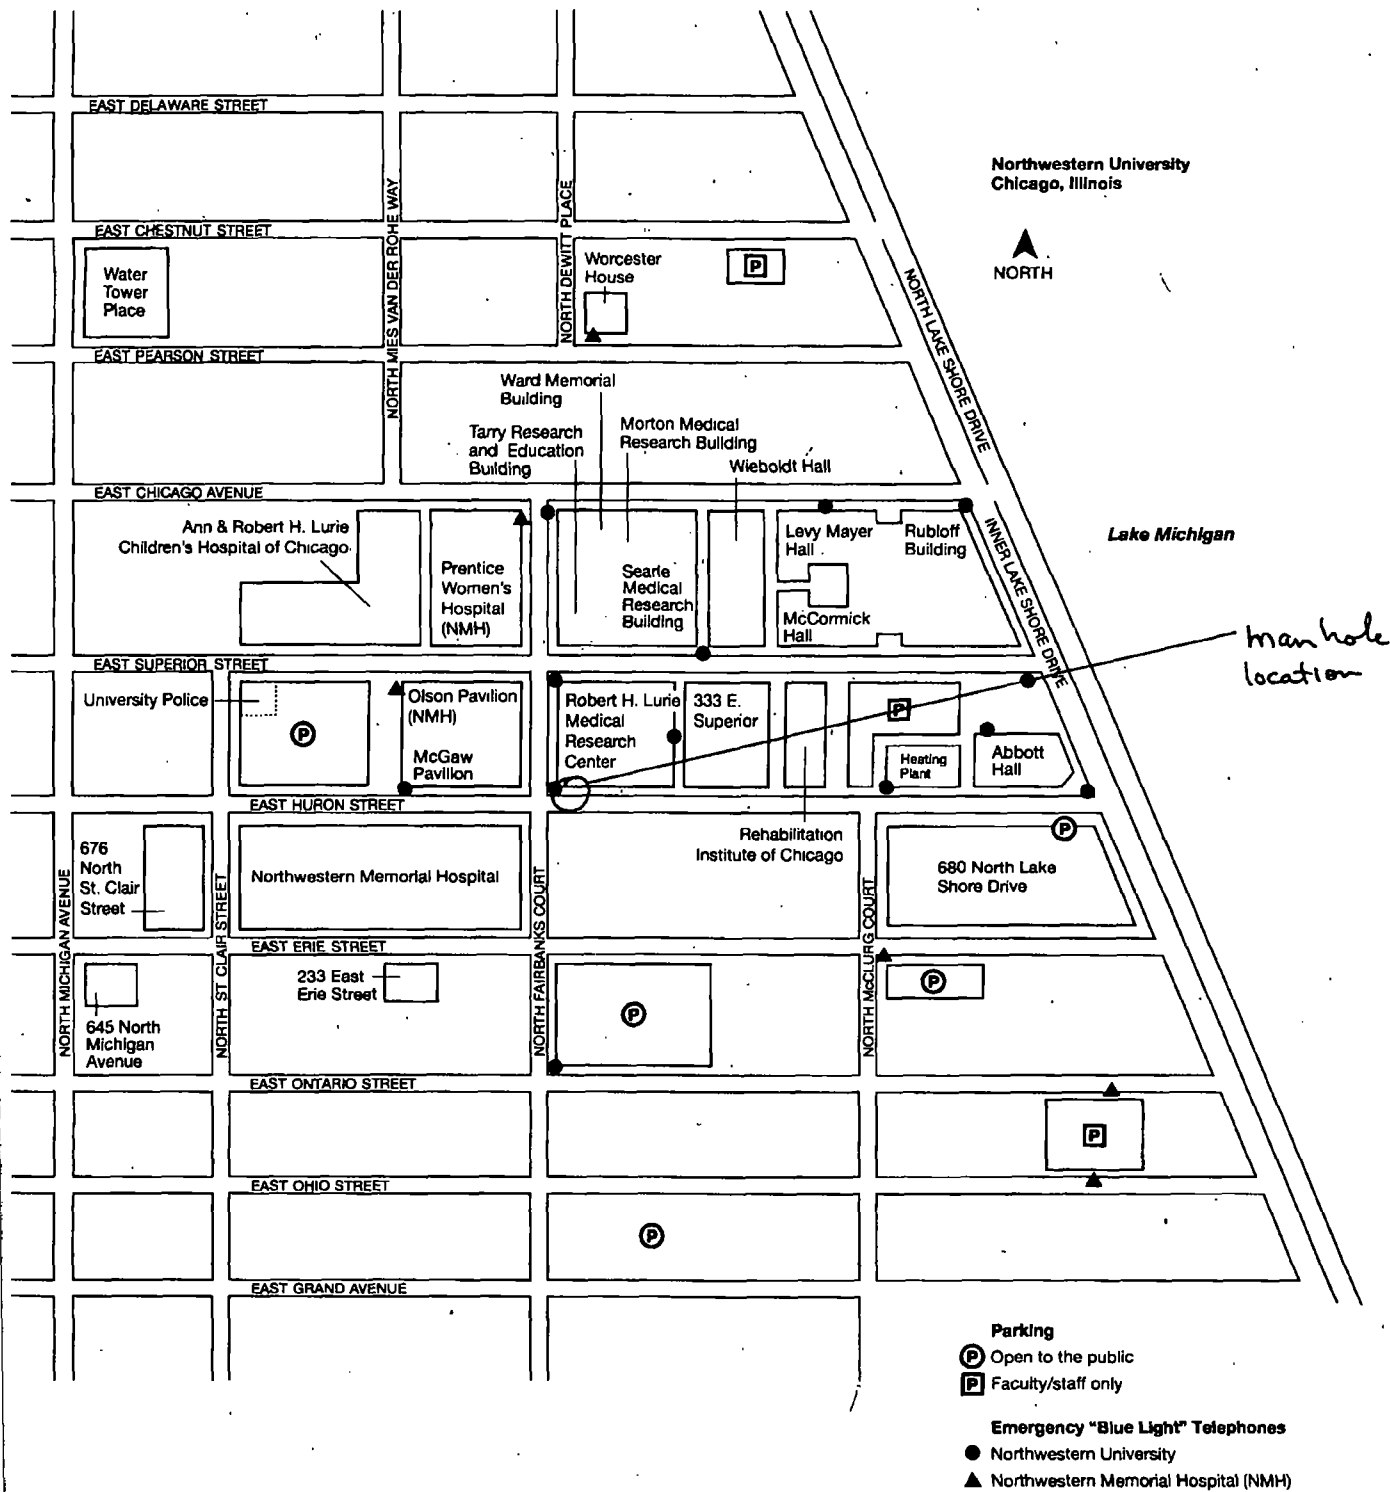 EAST DELAWARE STREET
Northwestern University
Chicago, Illinois
NORTH
EAST CHESTNUT STREET
NORTH MIES VAN DER ROHE WAY
NORTH DEWITT PLACE
Water
Tower
Place
Worcester
House
P
NORTH LAKE SHORE DRIVE
EAST PEARSON STREET
Ward Memorial
Building
Tarry Research
and Education
Building
Morton Medical
Research Building
Wieboldt Hall
EAST CHICAGO AVENUE
Ann & Robert H. Lurie
Children's Hospital of Chicago
Prentice
Women's
Hospital
(NMH)
Searle
Medical
Research
Building
Levy Mayer
Hall
Rubloff
Building
McCormick
Hall
INNER LAKE SHORE DRIVE
Lake Michigan
man hole
location
EAST SUPERIOR STREET
University Police
P
Olson Pavilion
(NMH)
McGaw
Pavilion
Robert H. Lurie
Medical
Research
Center
333 E.
Superior
P
Heating
Plant
Abbott
Hall
EAST HURON STREET
Rehabilitation
Institute of Chicago
676
North
St. Clair
Street
Northwestern Memorial Hospital
P
680 North Lake
Shore Drive
NORTH MICHIGAN AVENUE
NORTH ST CLAIR STREET
NORTH FAIRBANKS COURT
NORTH McCLURG COURT
EAST ERIE STREET
233 East
Erie Street
645 North
Michigan
Avenue
P
P
EAST ONTARIO STREET
P
EAST OHIO STREET
P
EAST GRAND AVENUE
Parking
P Open to the public
P Faculty/staff only
Emergency "Blue Light" Telephones
Northwestern University
Northwestern Memorial Hospital (NMH)